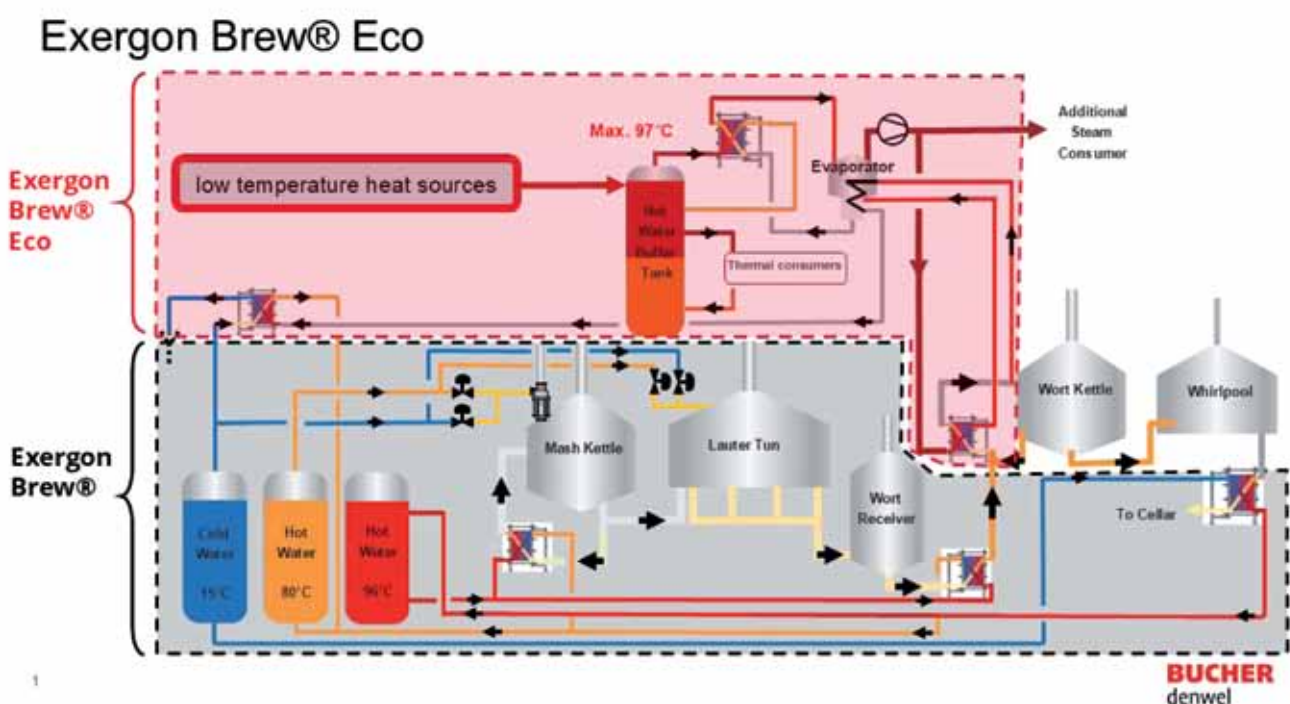 Exergon Brew® Eco
Additional
Steam
Consumer
Max. 97°C
Evaporator
low temperature heat sources
Exergon
Brew®
Eco
Hot
Water
Buffer
Tank
Thermal consumers
Wort Kettle
Whirlpool
Mash Kettle
Lauter Tun
Exergon
Brew®
Wort
Receiver
To Cellar
Cold
Water
15°C
Hot
Water
80°C
Hot
Water
96°C
1
BUCHER
denwel